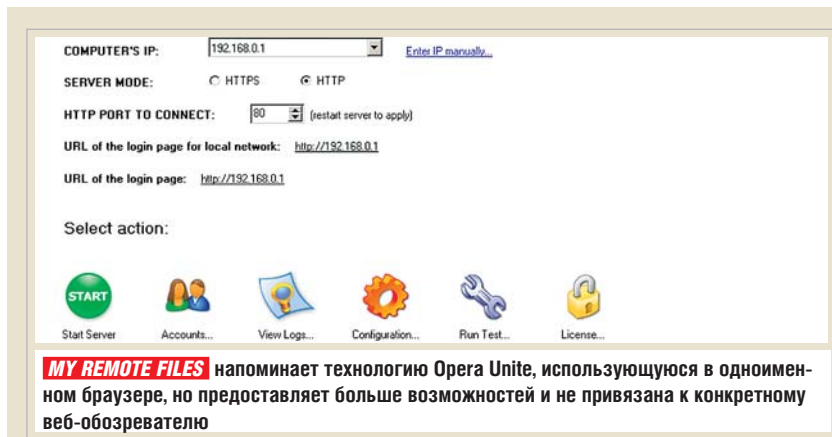 COMPUTER'S IP: 192.168.0.1 Enter IP manually...
SERVER MODE: HTTPS HTTP
HTTP PORT TO CONNECT: 80 (restart server to apply)
URL of the login page for local network: http://192.168.0.1
URL of the login page: http://192.168.0.1
Select action:
START
Start Server Accounts... View Logs... Configuration... Run Test... License...
MY REMOTE FILES напоминает технологию Opera Unite, использующуюся в одноимен-
ном браузере, но предоставляет больше возможностей и не привязана к конкретному
веб-обозревателю